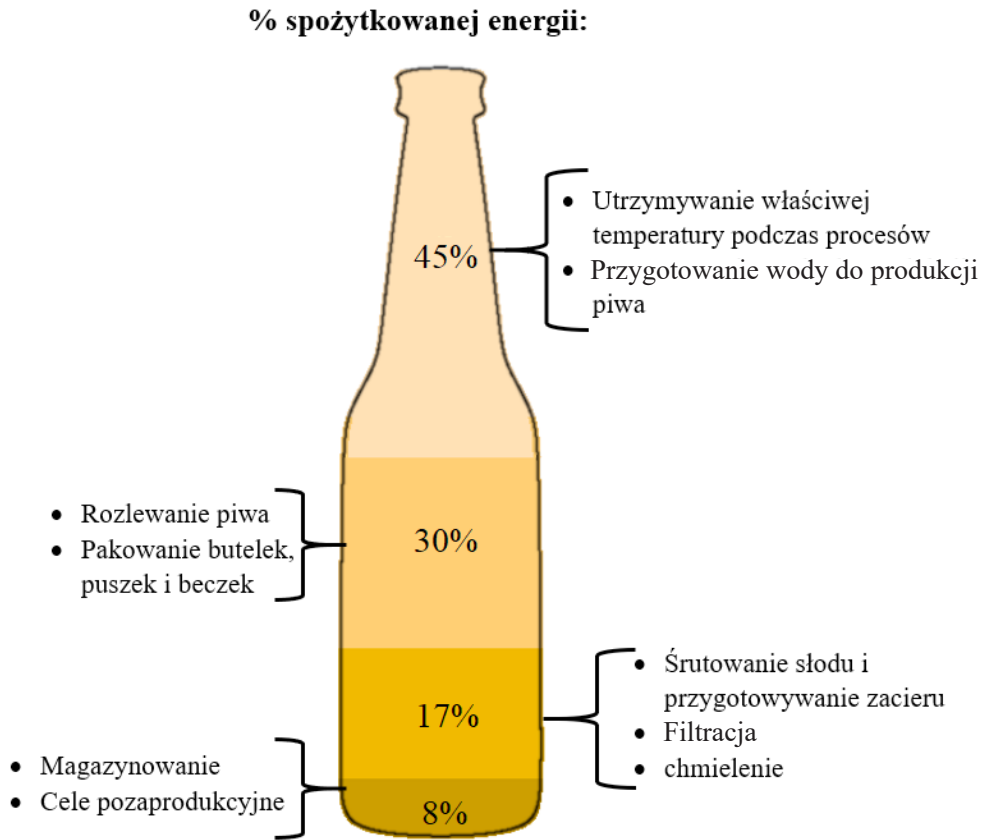 % spożytkowanej energii:
45%
• Utrzymywanie właściwej
temperatury podczas procesów
• Przygotowanie wody do produkcji
piwa
• Rozlewanie piwa
• Pakowanie butelek,
puszek i beczek
30%
17%
• Śrutowanie słodu i
przygotowywanie zacieru
• Filtracja
• chmielenie
• Magazynowanie
• Cele pozaprodukcyjne
8%